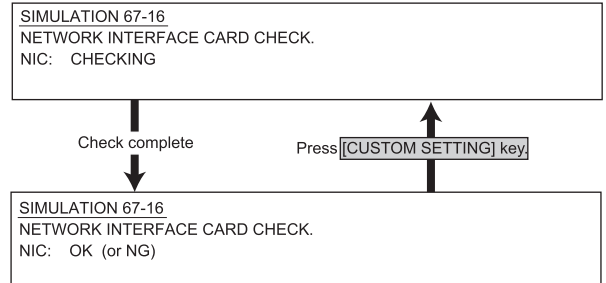 SIMULATION 67-16
NETWORK INTERFACE CARD CHECK.
NIC: CHECKING
Check complete
Press [CUSTOM SETTING] key.
SIMULATION 67-16
NETWORK INTERFACE CARD CHECK.
NIC: OK (or NG)